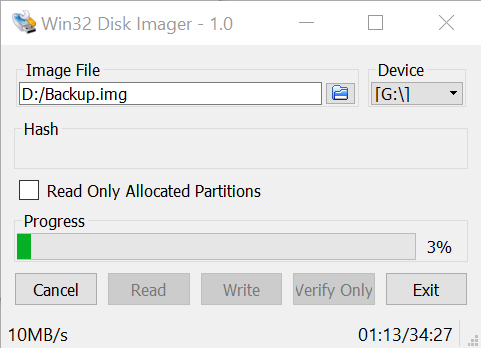 Win32 Disk Imager - 1.0
Image File
Device
D:/Backup.img
[G:\]
Hash
Read Only Allocated Partitions
Progress
3%
Cancel
Read
Write
Verify Only
Exit
10MB/s
01:13/34:27